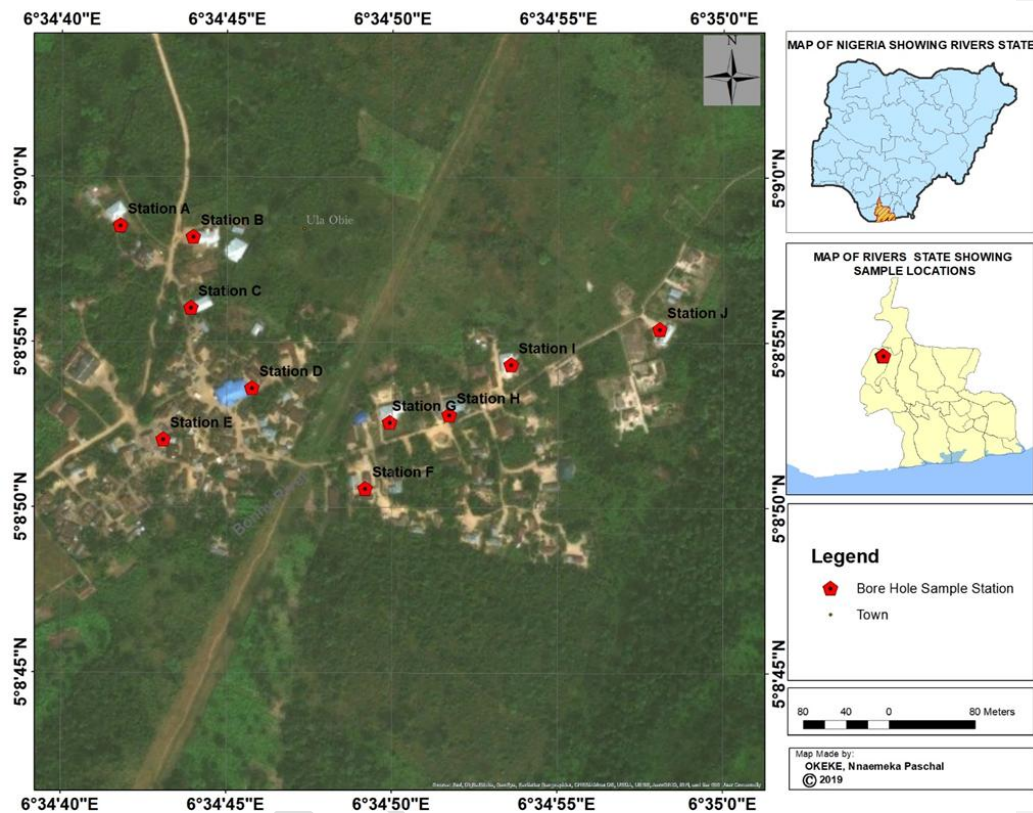 6°34'40"E 6°34'45"E 6°34'50"E 6°34'55"E 6°35'0"E
N
5°9'0"N
5°8'55"N
5°8'50"N
5°8'45"N
Station A
Station B
Ula Obie
Station C
Station J
Station I
Station D
Station H
Station G
Station E
Station F
5°9'0"N
5°8'55"N
5°8'50"N
5°8'45"N
6°34'40"E 6°34'45"E 6°34'50"E 6°34'55"E 6°35'0"E
MAP OF NIGERIA SHOWING RIVERS STATE
MAP OF RIVERS STATE SHOWING
SAMPLE LOCATIONS
Legend
Bore Hole Sample Station
Town
80 40 0 80 Meters
Map Made by:
OKEKE, Nnaemeka Paschal
© 2019